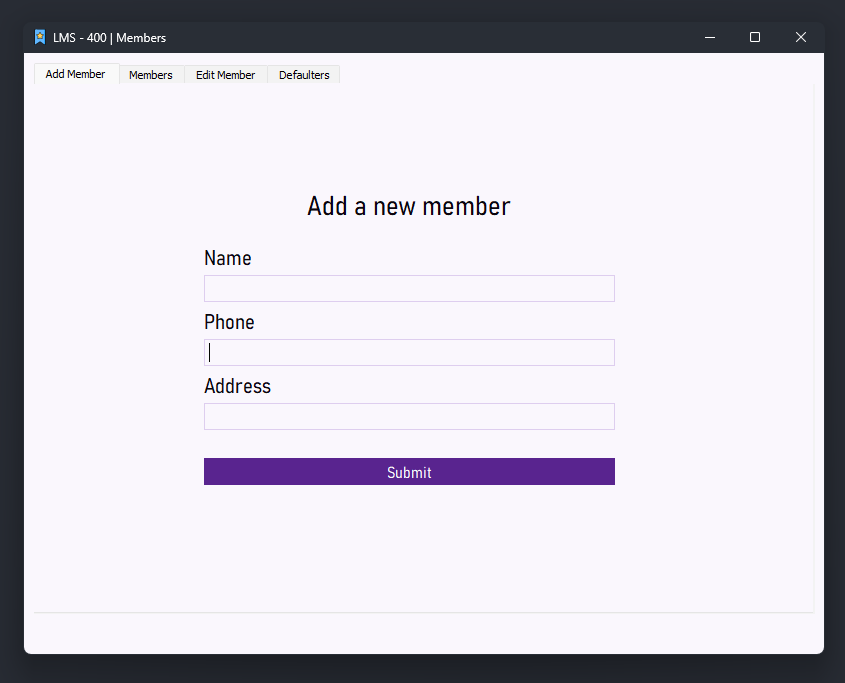 LMS - 400 | Members
Add Member Members Edit Member Defaulters
Add a new member
Name
Phone
Address
Submit